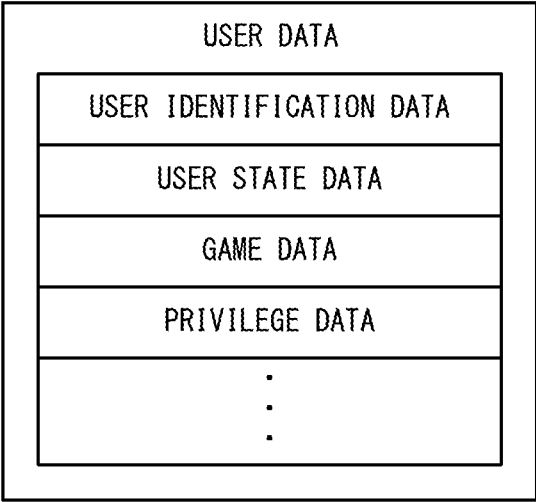 USER DATA
USER IDENTIFICATION DATA
USER STATE DATA
GAME DATA
PRIVILEGE DATA